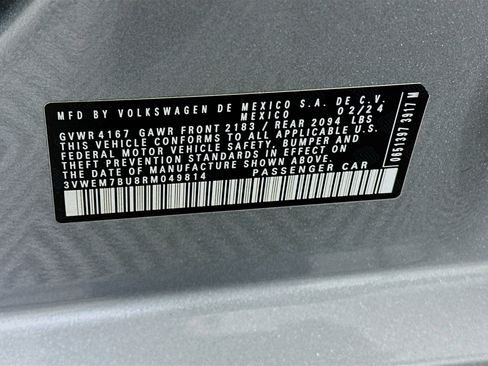 MFD BY VOLKSWAGEN DE MEXICO S.A. DE C.V.
MEXICO 02/24
GVWR 4167 GAWR FRONT 2183 / REAR 2094 LBS
THIS VEHICLE CONFORMS TO ALL APPLICABLE U.S.
FEDERAL MOTOR VEHICLE SAFETY, BUMPER AND
THEFT PREVENTION STANDARDS IN EFFECT ON
THE DATE OF MANUFACTURE SHOWN ABOVE.
3VWEM7BU8RM049814 PASSENGER CAR
0691397 3917 M